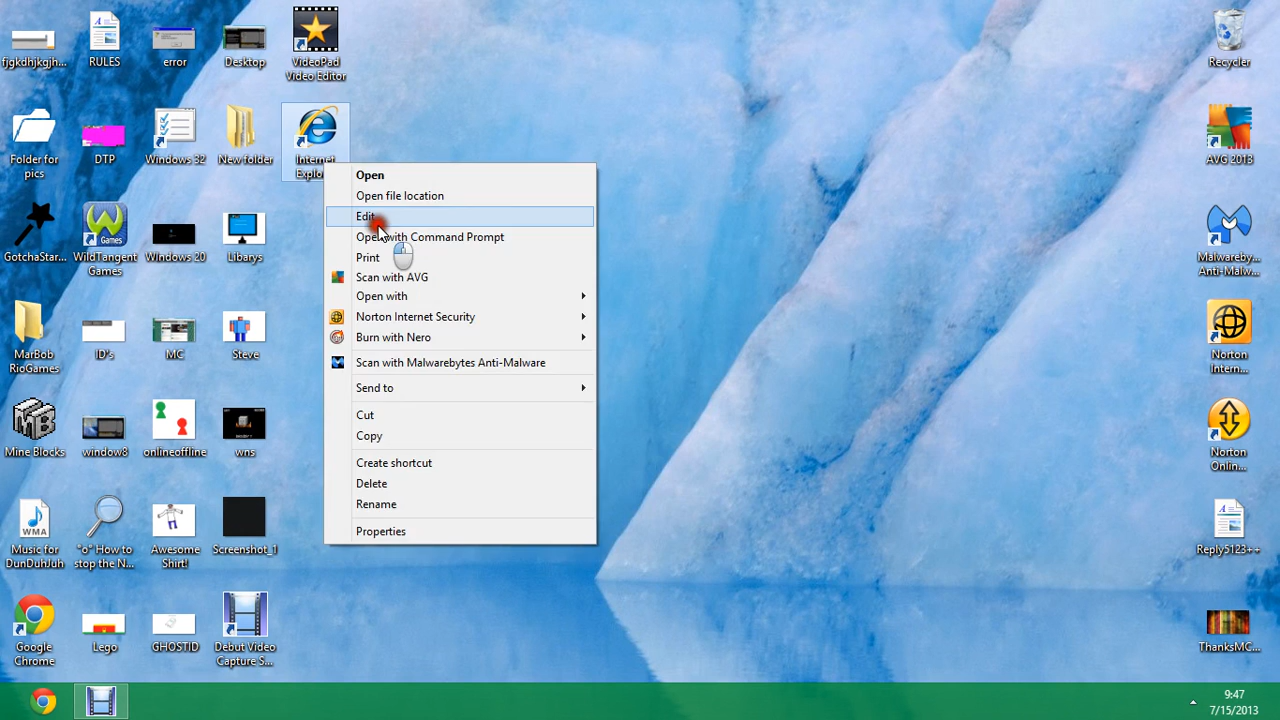 fjgkdhjkgjh...
RULES
error
Desktop
VideoPad
Video Editor
Recycler
Folder for
pics
DTP
Windows 32
New folder
Internet
Explo
AVG 2013
GotchaStar...
WildTangent
Games
Windows 20
Libarys
Malwareby...
Anti-Malw...
MarBob
RioGames
ID's
MC
Steve
Norton
Intern...
Mine Blocks
window8
onlineoffline
wns
Norton
Onlin...
WMA
Music for
DunDuhJuh
"o" How to
stop the N...
Awesome
Shirt!
Screenshot_1
Reply5123++
Google
Chrome
Lego
GHOSTID
Debut Video
Capture S...
ThanksMC...
Open
Open file location
Edit
Open with Command Prompt
Print
Scan with AVG
Open with
Norton Internet Security
Burn with Nero
Scan with Malwarebytes Anti-Malware
Send to
Cut
Copy
Create shortcut
Delete
Rename
Properties
9:47
7/15/2013